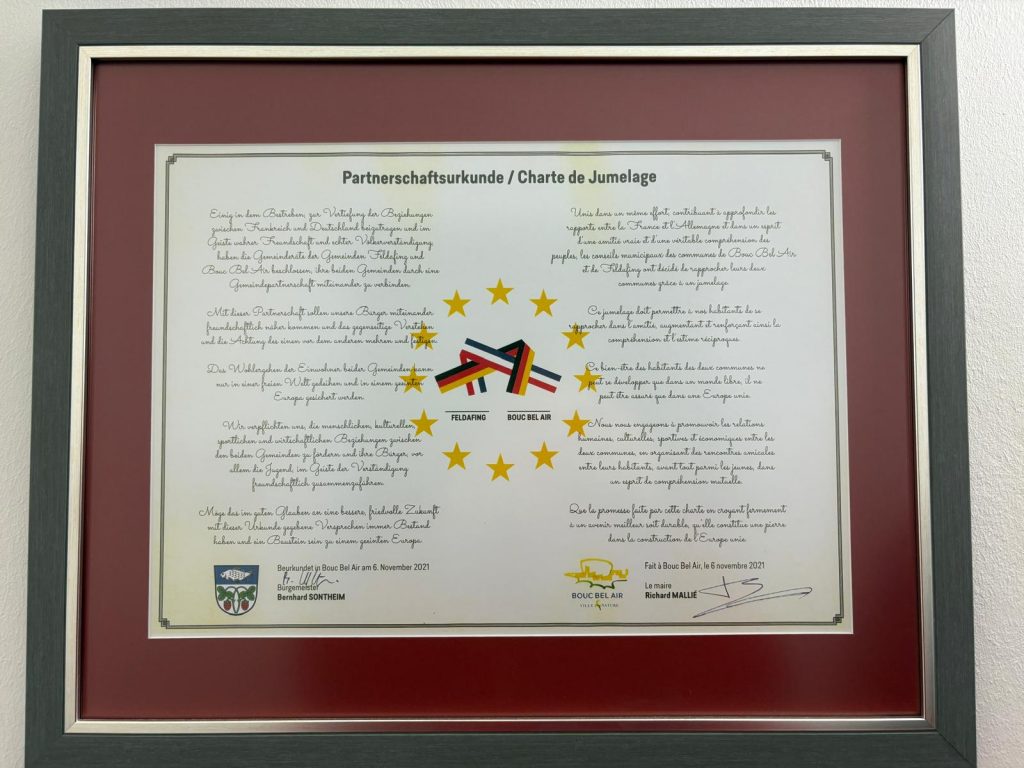 Partnerschaftsurkunde / Charte de Jumelage
Einig in dem Bestreben, zur Vertiefung der Beziehungen
zwischen Frankreich und Deutschland beizutragen und im
Geiste wahrer Freundschaft und echter Völkerverständigung,
haben die Gemeinderäte der Gemeinden Feldafing und
Bouc Bel Air beschlossen, ihre beiden Gemeinden durch eine
Gemeindepartnerschaft miteinander zu verbinden.
Mit dieser Partnerschaft sollen unsere Bürger miteinander
freundschaftlich näher kommen und das gegenseitige Verstehen
und die Achtung des einen vor dem anderen mehren und festigen.
Das Wohlergehen der Einwohner beider Gemeinden kann
nur in einer freien Welt gedeihen und in einem geeinten
Europa gesichert werden.
Wir verpflichten uns, die menschlichen, kulturellen,
sportlichen und wirtschaftlichen Beziehungen zwischen
den beiden Gemeinden zu fördern und ihre Bürger, vor
allem die Jugend, im Geiste der Verständigung
freundschaftlich zusammenzuführen.
Möge das im guten Glauben an eine bessere, friedvolle Zukunft
mit dieser Urkunde gegebene Versprechen immer Bestand
haben und ein Baustein sein zu einem geeinten Europa.
Beurkundet in Bouc Bel Air am 6. November 2021
Bürgermeister
Bernhard SONTHEIM
FELDAFING
BOUC BEL AIR
Unis dans un même effort, contribuant à approfondir les
rapports entre la France et l'Allemagne et dans un esprit
d'une amitié vraie et d'une véritable compréhension des
peuples, les conseils municipaux des communes de Bouc Bel Air
et de Feldafing ont décidé de rapprocher leurs deux
communes grâce à un jumelage.
Ce jumelage doit permettre à nos habitants de se
rapprocher dans l'amitié, augmentant et renforçant ainsi la
compréhension et l'estime réciproques.
Ce bien-être des habitants des deux communes ne
peut se développer que dans un monde libre, il ne
peut être assuré que dans une Europe unie.
Nous nous engageons à promouvoir les relations
humaines, culturelles, sportives et économiques entre les
deux communes, en organisant des rencontres amicales
entre leurs habitants, avant tout parmi les jeunes, dans
un esprit de compréhension mutuelle.
Que la promesse faite par cette charte en croyant fermement
à un avenir meilleur soit durable, qu'elle constitue une pierre
dans la construction de l'Europe unie.
BOUC BEL AIR
VILLE NATURE
Fait à Bouc Bel Air, le 6 novembre 2021
Le maire
Richard MALLIÉ